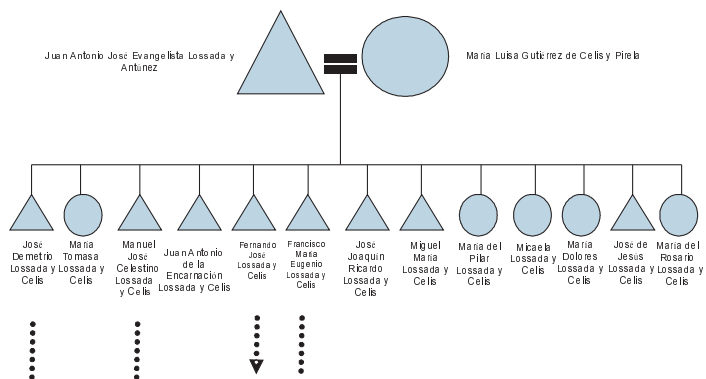 Juan Antonio José Evangelista Lossada y
Antúnez
María Luisa Gutiérrez de Celis y Pirela
José
Demetrio
Lossada y
Celis
María
Tomasa
Lossada y
Celis
Manuel
José
Celestino
Lossada
y Celis
Juan Antonio
de la
Encarnación
Lossada y Celis
Fernando
José
Lossada y
Celis
Francisco
María
Eugenio
Lossada y
Celis
José
Joaquín
Ricardo
Lossada y
Celis
Miguel
María
Lossada y
Celis
María del
Pilar
Lossada y
Celis
Micaela
Lossada y
Celis
María
Dolores
Lossada y
Celis
José de
Jesús
Lossada y
Celis
María del
Rosario
Lossada y
Celis